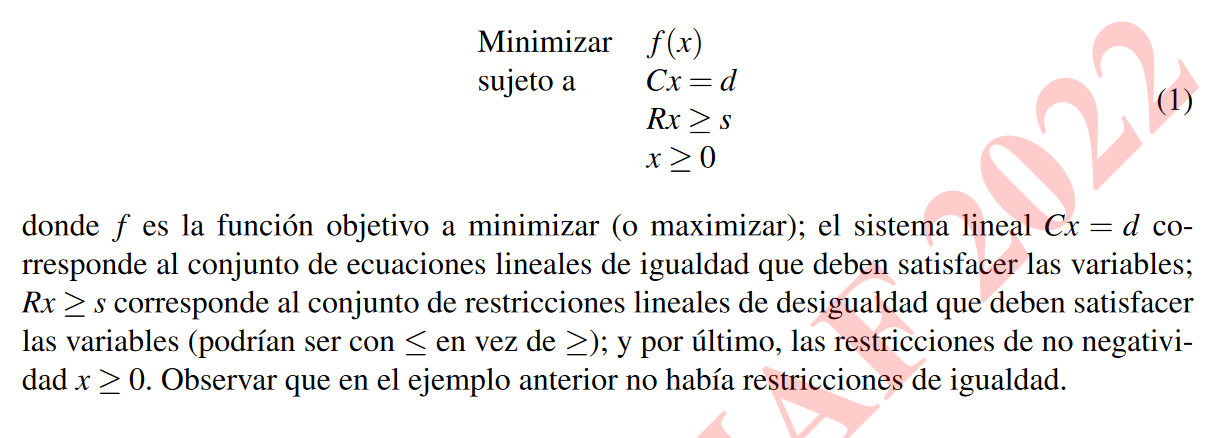 Minimizar f(x)
sujeto a Cx = d
Rx ≥ s
(1)
x ≥ 0
donde f es la función objetivo a minimizar (o maximizar); el sistema lineal Cx = d co-
rresponde al conjunto de ecuaciones lineales de igualdad que deben satisfacer las variables;
Rx ≥ s corresponde al conjunto de restricciones lineales de desigualdad que deben satisfacer
las variables (podrían ser con ≤ en vez de ≥); y por último, las restricciones de no negativi-
dad x ≥ 0. Observar que en el ejemplo anterior no había restricciones de igualdad.
AF 2022